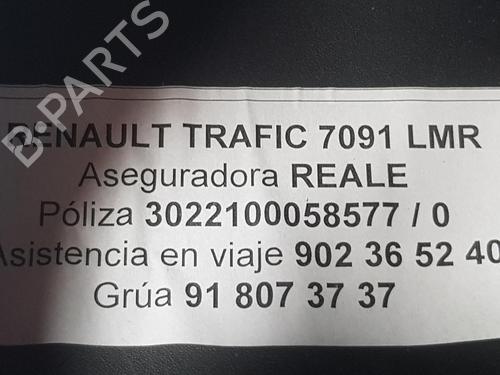 B-PARTS
RENAULT TRAFIC 7091 LMR
Aseguradora REALE
Póliza 3022100058577 / 0
Asistencia en viaje 902 36 52 40
Grúa 91 807 37 37